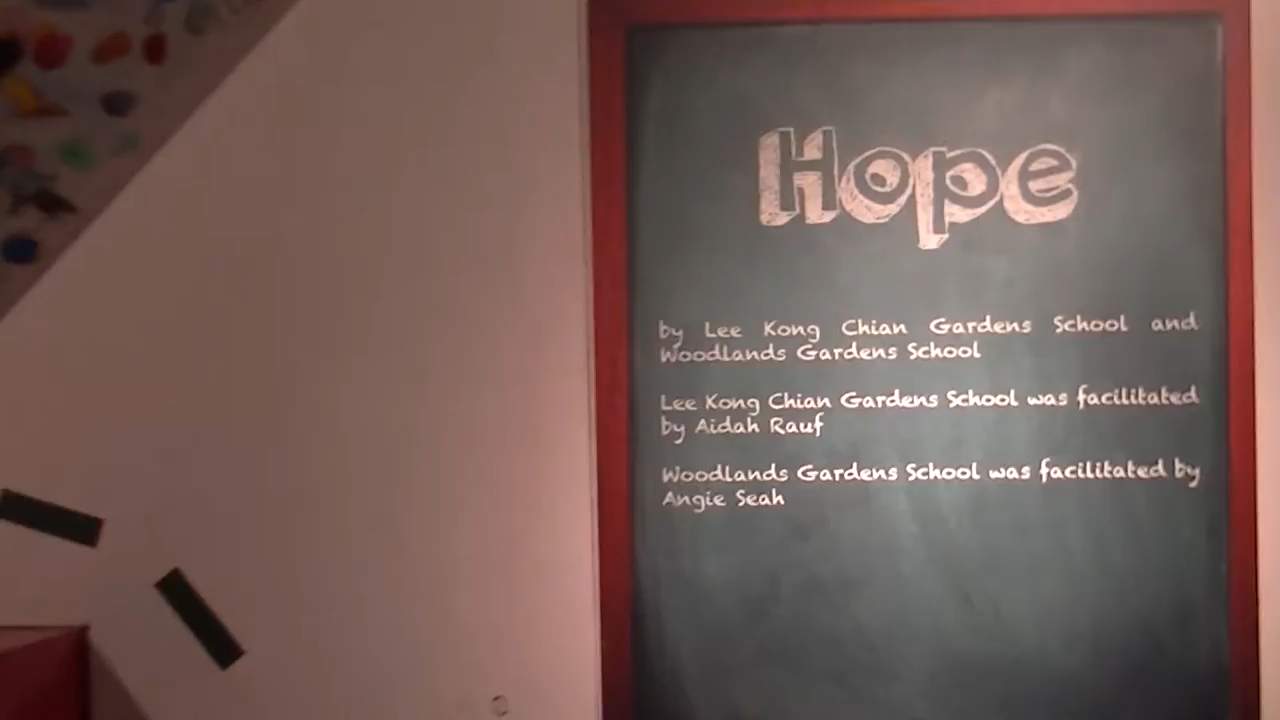 Hope
by Lee Kong Chian Gardens School and
Woodlands Gardens School
Lee Kong Chian Gardens School was facilitated
by Aidah Rauf
Woodlands Gardens School was facilitated by
Angie Seah